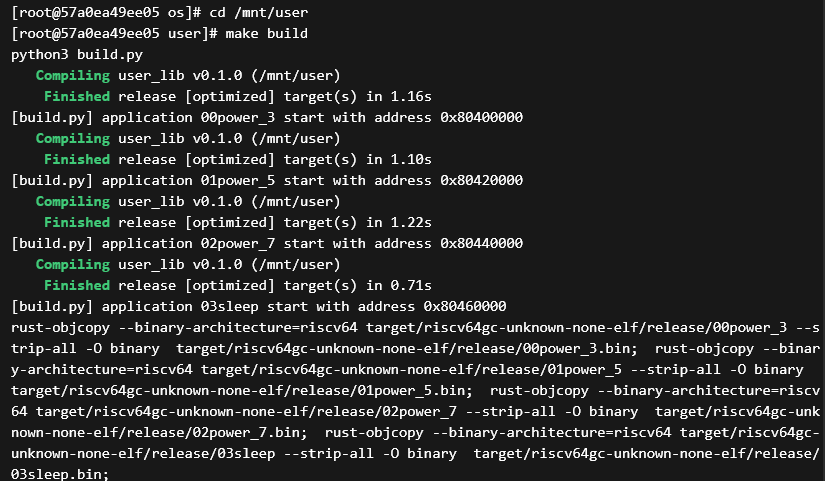 [root@57a0ea49ee05 os]# cd /mnt/user
[root@57a0ea49ee05 user]# make build
python3 build.py
   Compiling user_lib v0.1.0 (/mnt/user)
    Finished release [optimized] target(s) in 1.16s
[build.py] application 00power_3 start with address 0x80400000
   Compiling user_lib v0.1.0 (/mnt/user)
    Finished release [optimized] target(s) in 1.10s
[build.py] application 01power_5 start with address 0x80420000
   Compiling user_lib v0.1.0 (/mnt/user)
    Finished release [optimized] target(s) in 1.22s
[build.py] application 02power_7 start with address 0x80440000
   Compiling user_lib v0.1.0 (/mnt/user)
    Finished release [optimized] target(s) in 0.71s
[build.py] application 03sleep start with address 0x80460000
rust-objcopy --binary-architecture=riscv64 target/riscv64gc-unknown-none-elf/release/00power_3 --s
trip-all -O binary  target/riscv64gc-unknown-none-elf/release/00power_3.bin;  rust-objcopy --binar
y-architecture=riscv64 target/riscv64gc-unknown-none-elf/release/01power_5 --strip-all -O binary
target/riscv64gc-unknown-none-elf/release/01power_5.bin;  rust-objcopy --binary-architecture=riscv
64 target/riscv64gc-unknown-none-elf/release/02power_7 --strip-all -O binary  target/riscv64gc-unk
nown-none-elf/release/02power_7.bin;  rust-objcopy --binary-architecture=riscv64 target/riscv64gc-
unknown-none-elf/release/03sleep --strip-all -O binary  target/riscv64gc-unknown-none-elf/release/
03sleep.bin;